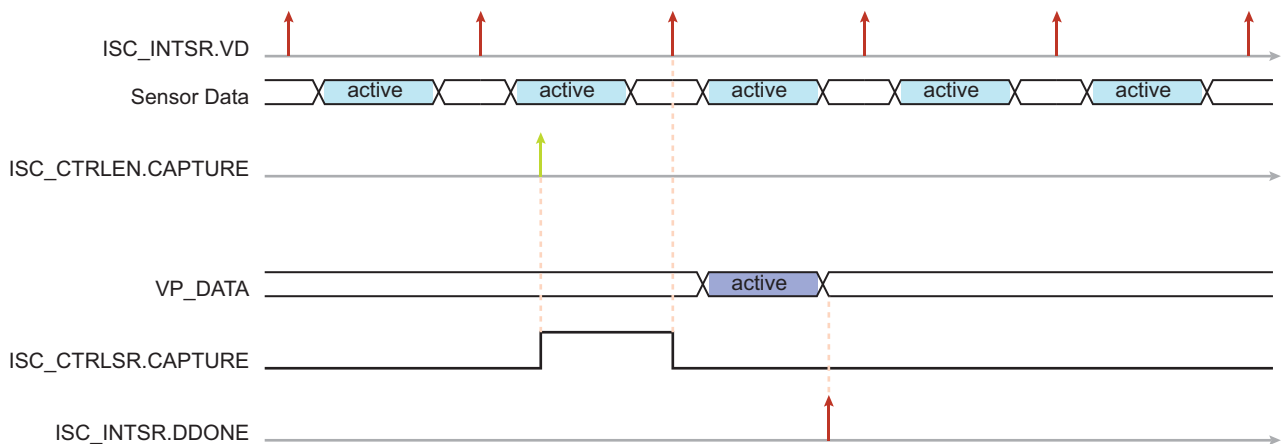 ISC_INTSR.VD
Sensor Data
active active active active active
ISC_CTRLEN.CAPTURE
VP_DATA
active
ISC_CTRLSR.CAPTURE
ISC_INTSR.DDONE